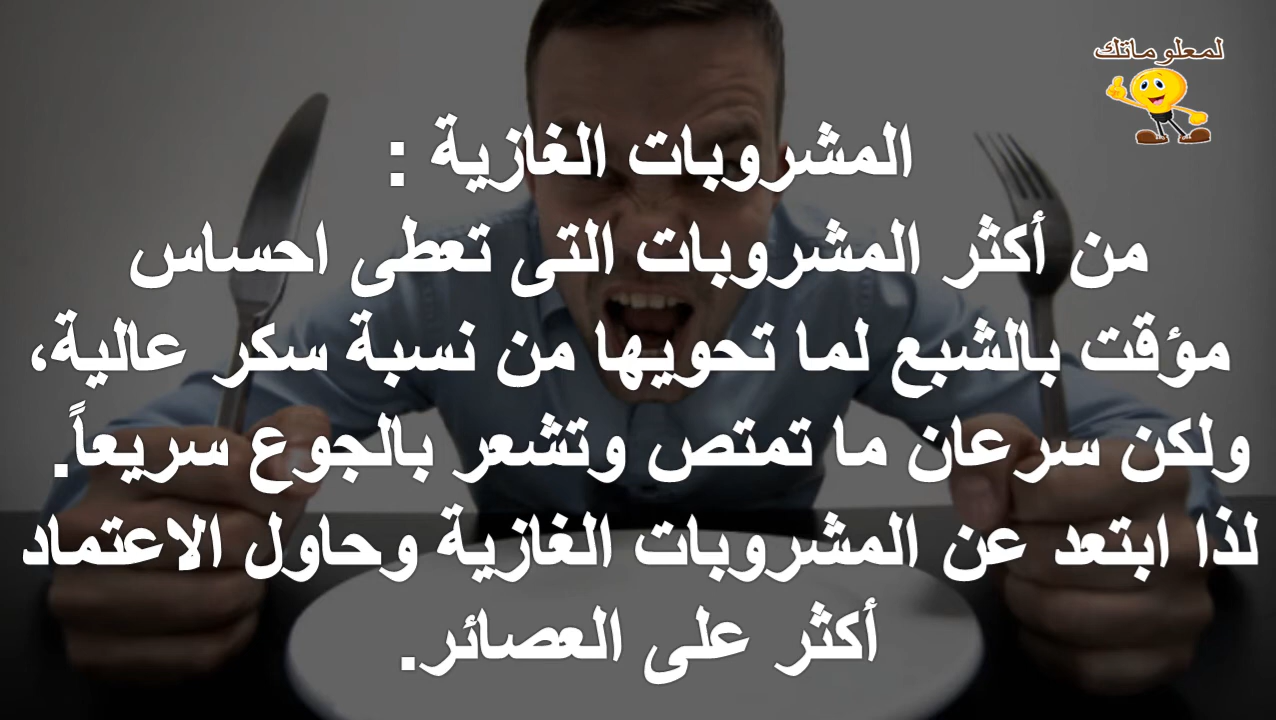 لمعلوماتك
المشروبات الغازية :
من أكثر المشروبات التى تعطى احساس
مؤقت بالشبع لما تحويها من نسبة سكر عالية،
ولكن سرعان ما تمتص وتشعر بالجوع سريعاً.
لذا ابتعد عن المشروبات الغازية وحاول الاعتماد
أكثر على العصائر.